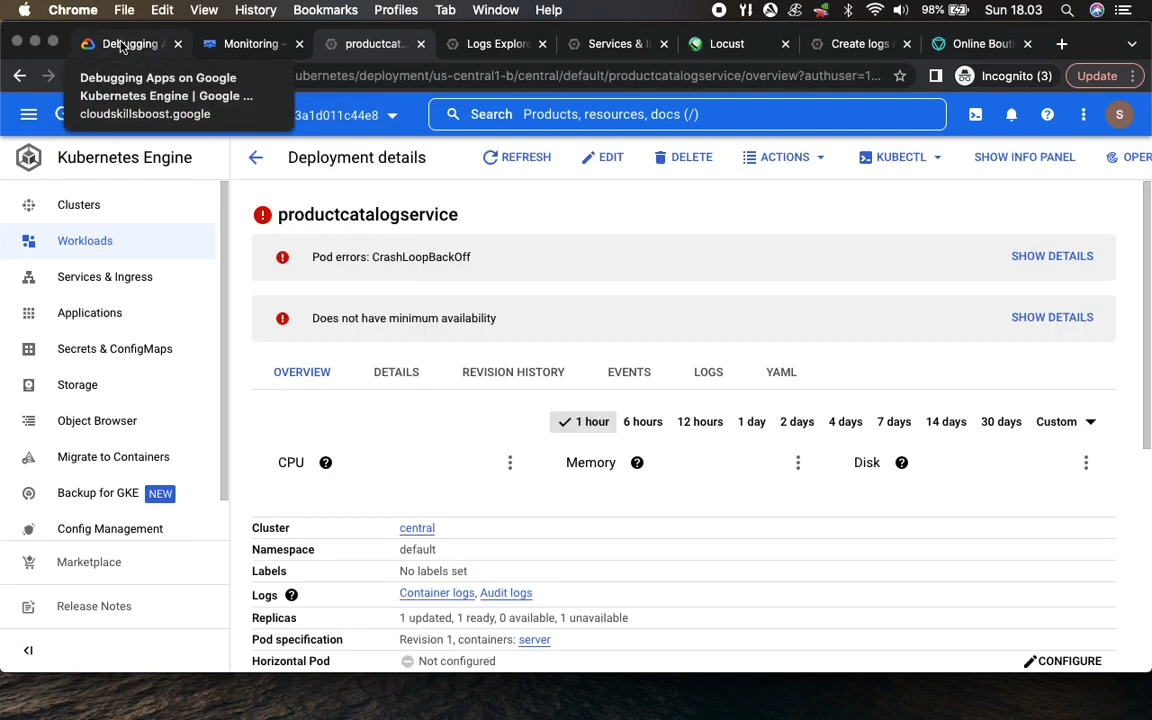 Chrome File Edit View History Bookmarks Profiles Tab Window Help 98% Sun 18.03
Debugging A Monitoring - productcat... Logs Explore Services & I Locust Create logs Online Bouti
ubernetes/deployment/us-central1-b/central/default/productcatalogservice/overview?authuser=1... Incognito (3) Update
Debugging Apps on Google
Kubernetes Engine | Google ...
cloudskillsboost.google
3a1d011c44e8 Search Products, resources, docs (/) S
Kubernetes Engine Deployment details REFRESH EDIT DELETE ACTIONS KUBECTL SHOW INFO PANEL OPER
Clusters
Workloads
Services & Ingress
Applications
Secrets & ConfigMaps
Storage
Object Browser
Migrate to Containers
Backup for GKE NEW
Config Management
Marketplace
Release Notes
productcatalogservice
Pod errors: CrashLoopBackOff SHOW DETAILS
Does not have minimum availability SHOW DETAILS
OVERVIEW DETAILS REVISION HISTORY EVENTS LOGS YAML
1 hour 6 hours 12 hours 1 day 2 days 4 days 7 days 14 days 30 days Custom
CPU Memory Disk
Cluster central
Namespace default
Labels No labels set
Logs Container logs, Audit logs
Replicas 1 updated, 1 ready, 0 available, 1 unavailable
Pod specification Revision 1, containers: server
Horizontal Pod Not configured CONFIGURE